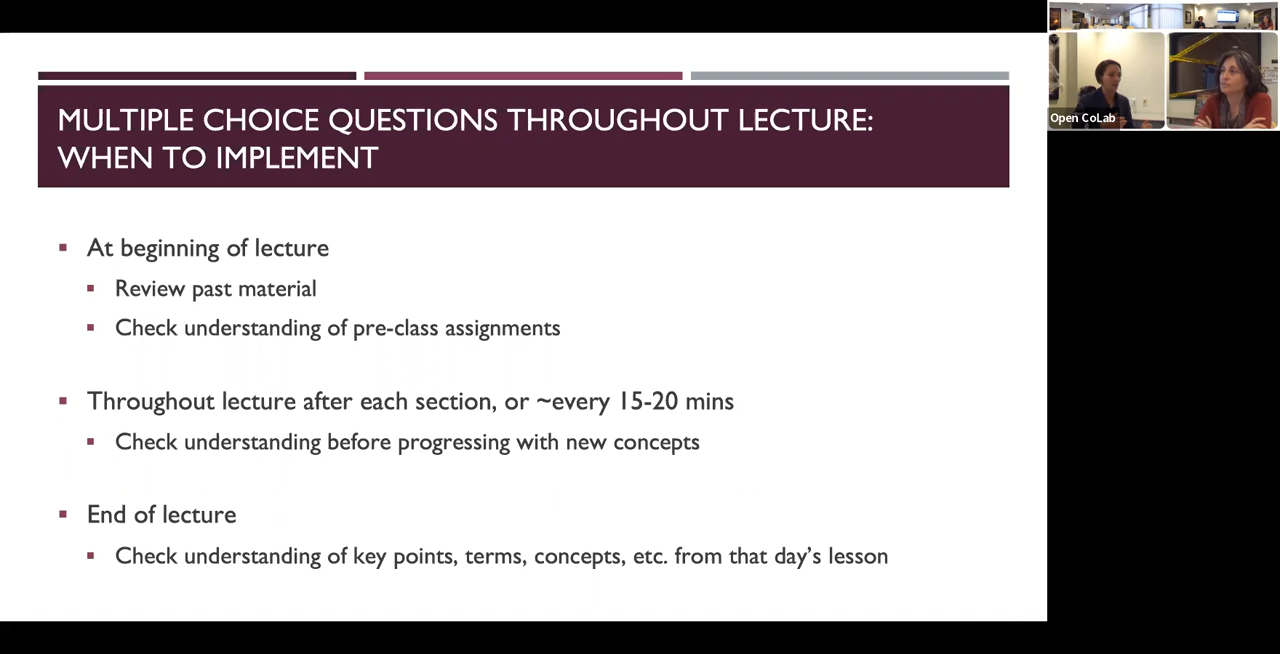 MULTIPLE CHOICE QUESTIONS THROUGHOUT LECTURE:
WHEN TO IMPLEMENT
At beginning of lecture
Review past material
Check understanding of pre-class assignments
Throughout lecture after each section, or ~every 15-20 mins
Check understanding before progressing with new concepts
End of lecture
Check understanding of key points, terms, concepts, etc. from that day’s lesson
Open CoLab